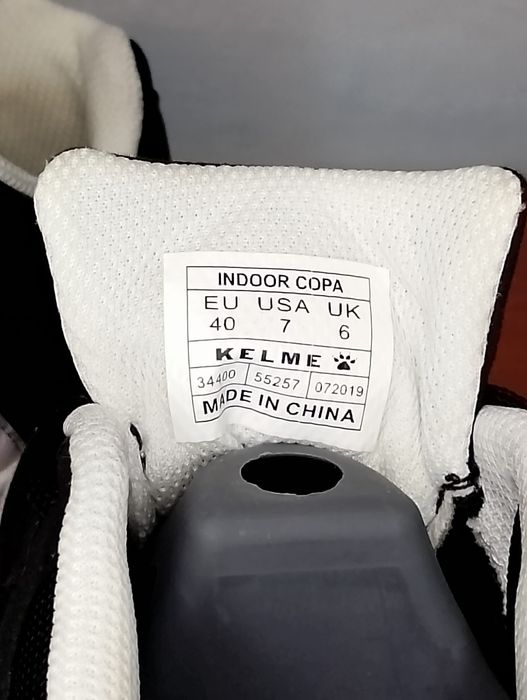 INDOOR COPA
EU USA UK
40 7 6
KELME
34400 55257 072019
MADE IN CHINA